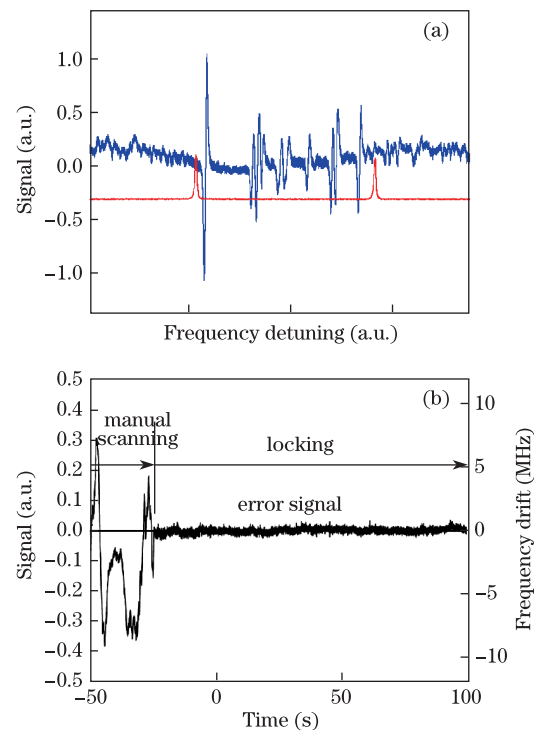 (a)
1.0
0.5
0.0
−0.5
−1.0
Signal (a.u.)
Frequency detuning (a.u.)
(b)
0.5
0.4
0.3
0.2
0.1
0.0
−0.1
−0.2
−0.3
−0.4
−0.5
Signal (a.u.)
manual
scanning
locking
error signal
10
5
0
−5
−10
Frequency drift (MHz)
−50
0
50
100
Time (s)